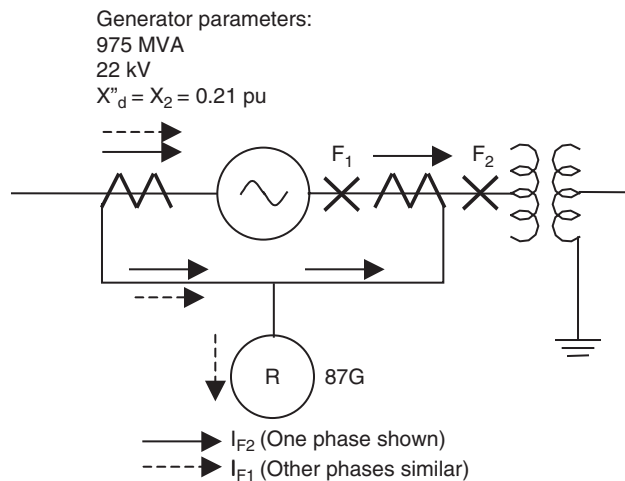 Generator parameters:
975 MVA
22 kV
X"d = X2 = 0.21 pu
F1
F2
R
87G
IF2 (One phase shown)
IF1 (Other phases similar)